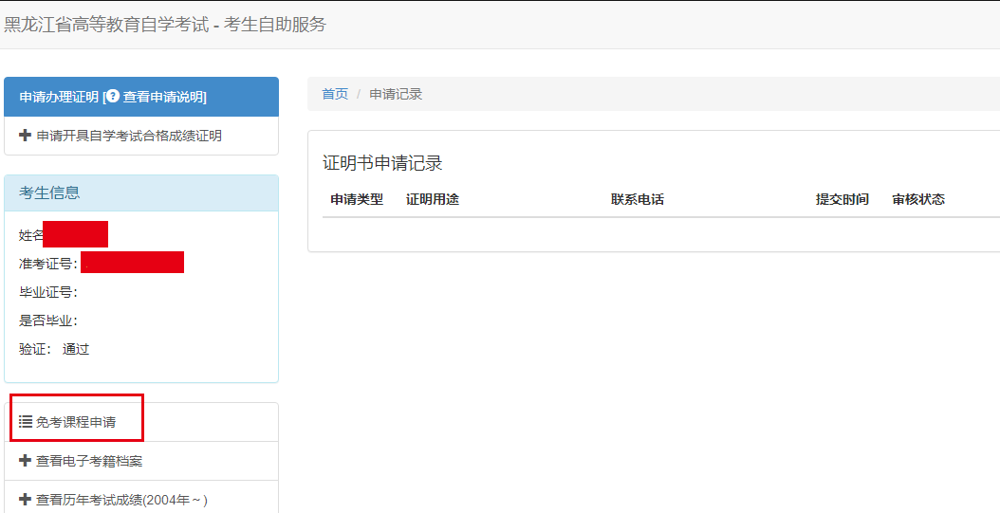 黑龙江省高等教育自学考试 - 考生自助服务
申请办理证明 [? 查看申请说明]
申请开具自学考试合格成绩证明
考生信息
姓名
准考证号：
毕业证号：
是否毕业：
验证： 通过
免考课程申请
查看电子考籍档案
查看历年考试成绩(2004年～)
首页 / 申请记录
证明书申请记录
申请类型 证明用途 联系电话 提交时间 审核状态